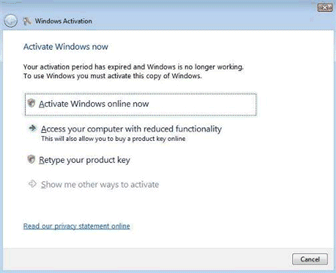 Windows Activation
Activate Windows now
Your activation period has expired and Windows is no longer working.
To use Windows you must activate this copy of Windows.
Activate Windows online now
Access your computer with reduced functionality
This will also allow you to buy a product key online
Retype your product key
Show me other ways to activate
Read our privacy statement online
Cancel